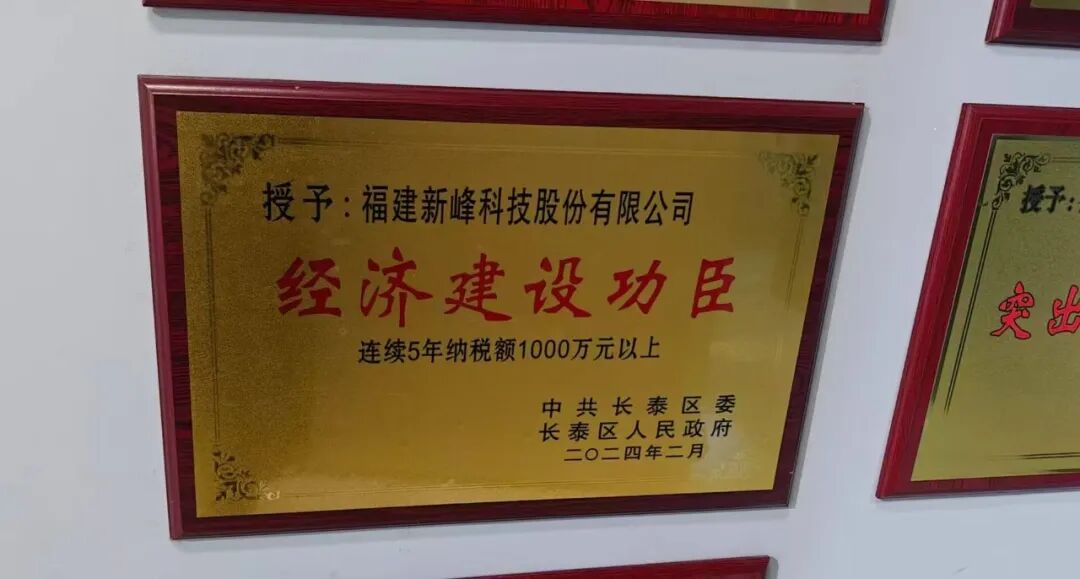 授予：福建新峰科技股份有限公司
经济建设功臣
连续5年纳税额1000万元以上
中共长泰区委
长泰区人民政府
二〇二四年二月
授予:
突出